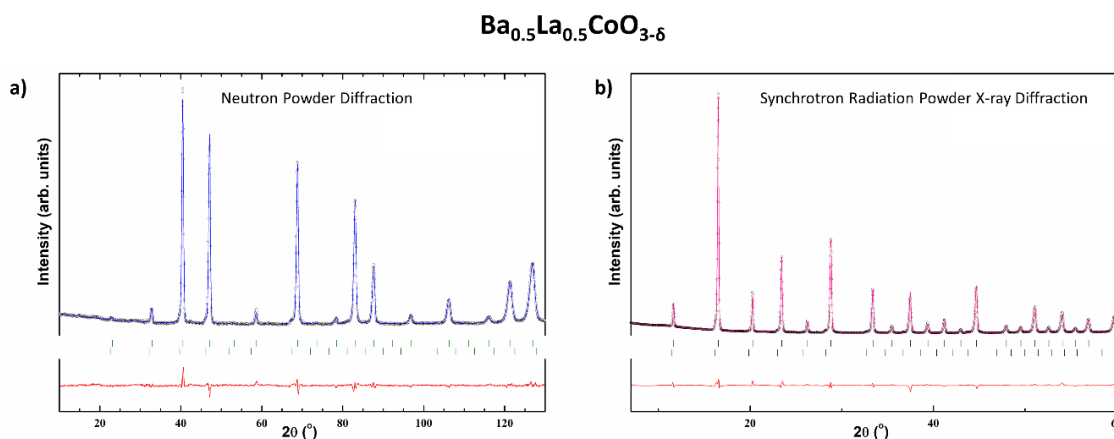 Ba0.5La0.5CoO3-δ
a)
Neutron Powder Diffraction
Intensity (arb. units)
20 40 60 80 100 120
2θ (°)
b)
Synchrotron Radiation Powder X-ray Diffraction
Intensity (arb. units)
20 40 6
2θ (°)